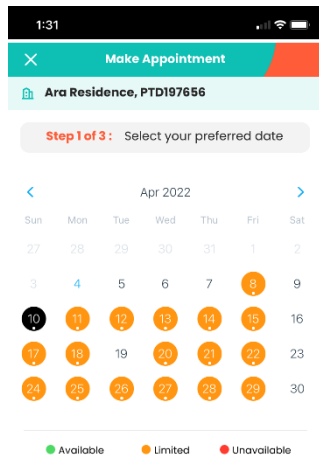 1:31
Make Appointment
Ara Residence, PTD197656
Step 1 of 3 : Select your preferred date
Apr 2022
Sun Mon Tue Wed Thu Fri Sat
27 28 29 30 31 1 2
3 4 5 6 7 8 9
10 11 12 13 14 15 16
17 18 19 20 21 22 23
24 25 26 27 28 29 30
Available Limited Unavailable